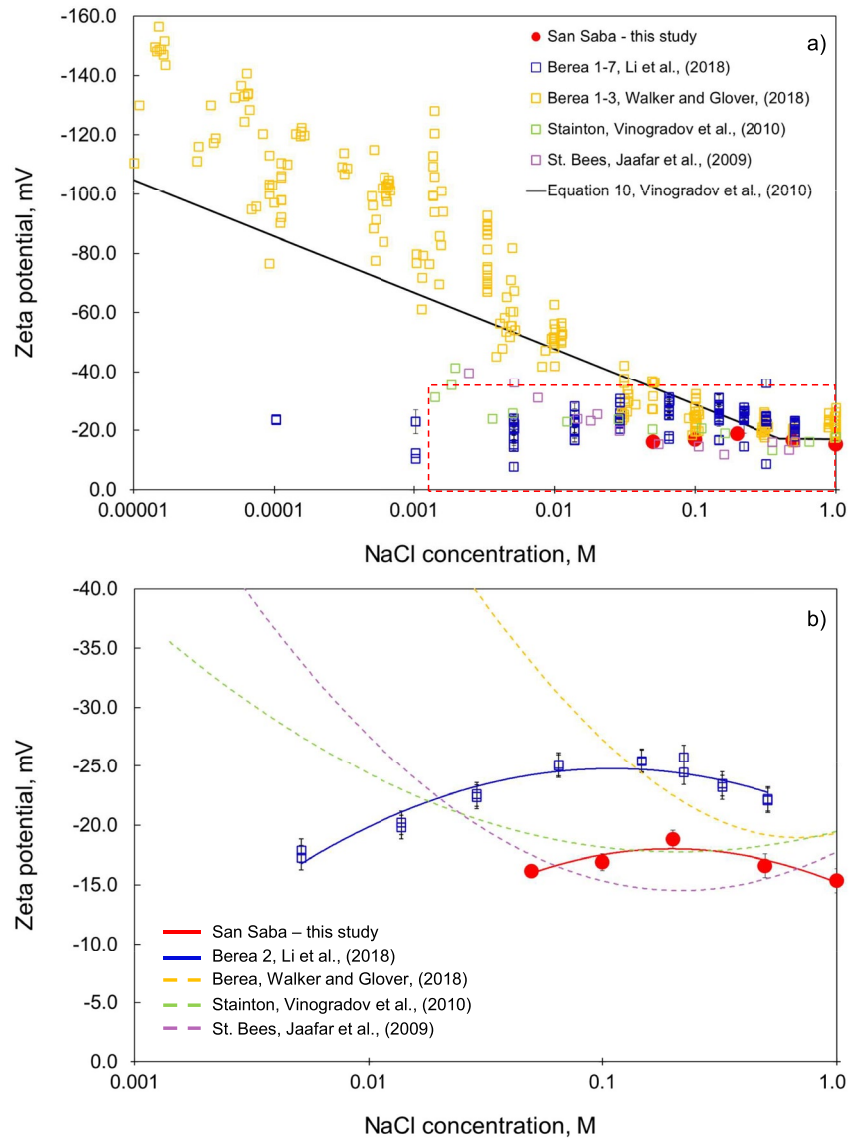 -160.0
a)
San Saba - this study
Berea 1-7, Li et al., (2018)
Berea 1-3, Walker and Glover, (2018)
Stainton, Vinogradov et al., (2010)
St. Bees, Jaafar et al., (2009)
Equation 10, Vinogradov et al., (2010)
-140.0
-120.0
-100.0
-80.0
-60.0
-40.0
-20.0
0.0
Zeta potential, mV
0.00001
0.0001
0.001
0.01
0.1
1.0
NaCl concentration, M
-40.0
b)
-35.0
-30.0
-25.0
-20.0
-15.0
-10.0
-5.0
0.0
Zeta potential, mV
San Saba – this study
Berea 2, Li et al., (2018)
Berea, Walker and Glover, (2018)
Stainton, Vinogradov et al., (2010)
St. Bees, Jaafar et al., (2009)
0.001
0.01
0.1
1.0
NaCl concentration, M